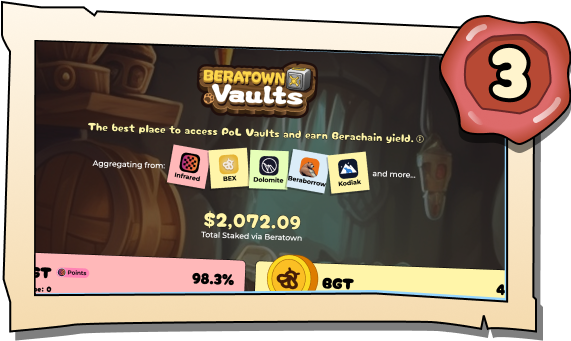 3
BERATOWN
Vaults
The best place to access PoL Vaults and earn Berachain yield.
Aggregating from:
Infrared
BEX
Dolomite
Beraborrow
Kodiak
and more...
$2,072.09
Total Staked via Beratown
Points
98.3%
BGT
4